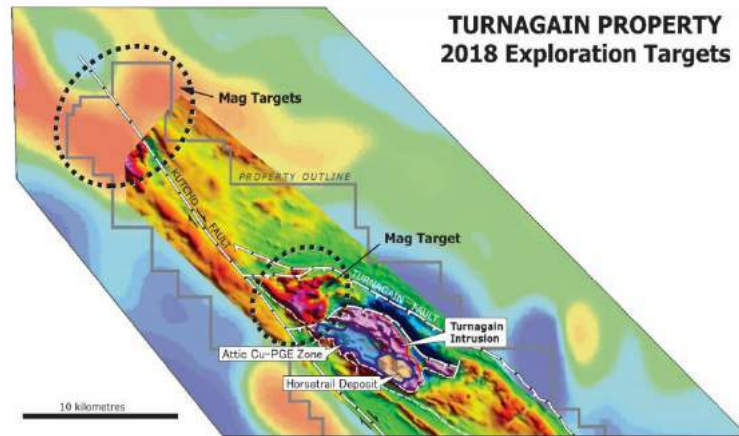 TURNAGAIN PROPERTY
2018 Exploration Targets
Mag Targets
PROPERTY OUTLINE
KUTCHO FAULT
Mag Target
TURNAGAIN FAULT
Turnagain
Intrusion
Attic Cu-PGE Zone
Horsetrail Deposit
10 kilometres